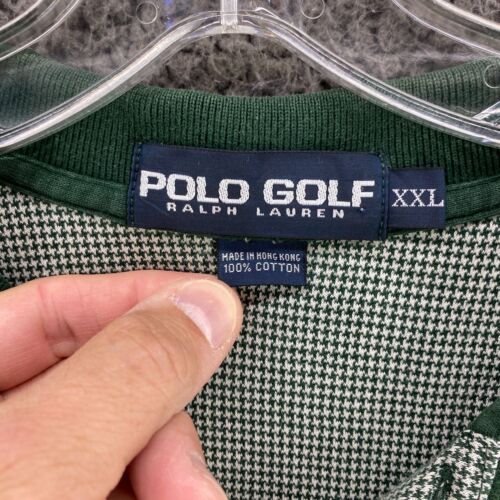 POLO GOLF
RALPH LAUREN
XXL
MADE IN HONG KONG
100% COTTON